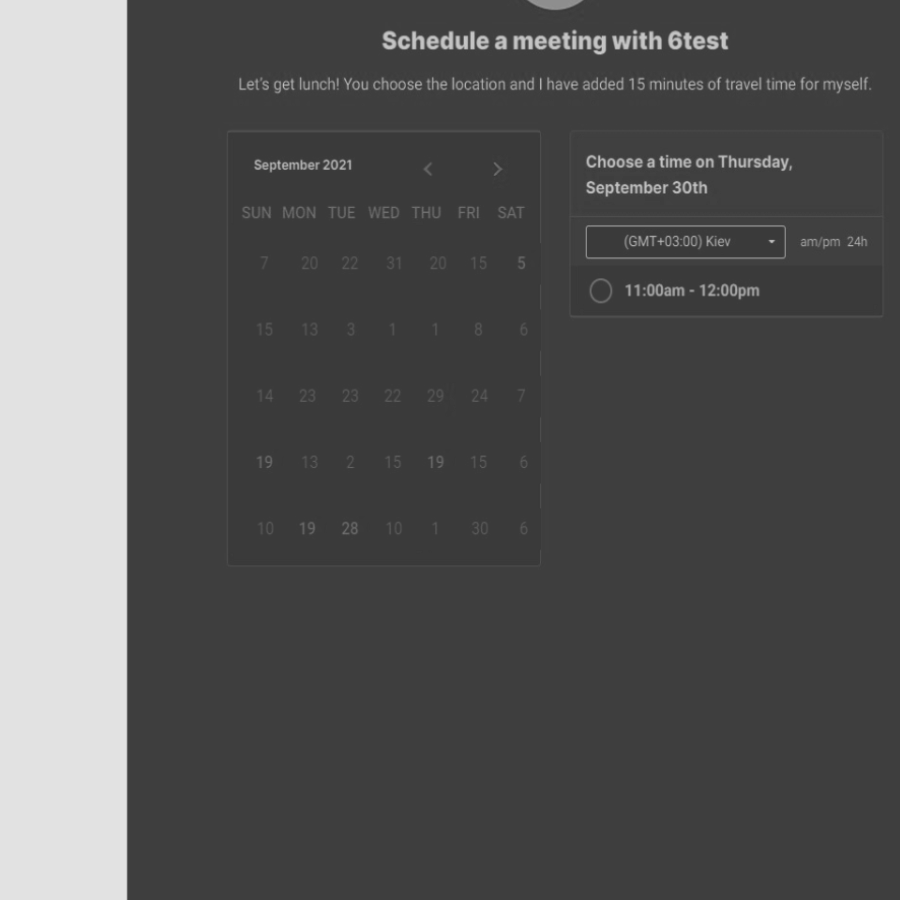 Schedule a meeting with 6test
Let's get lunch! You choose the location and I have added 15 minutes of travel time for myself.
September 2021
SUN MON TUE WED THU FRI SAT
7 20 22 31 20 15 5
15 13 3 1 1 8 6
14 23 23 22 29 24 7
19 13 2 15 19 15 6
10 19 28 10 1 30 6
Choose a time on Thursday,
September 30th
(GMT+03:00) Kiev am/pm 24h
11:00am - 12:00pm